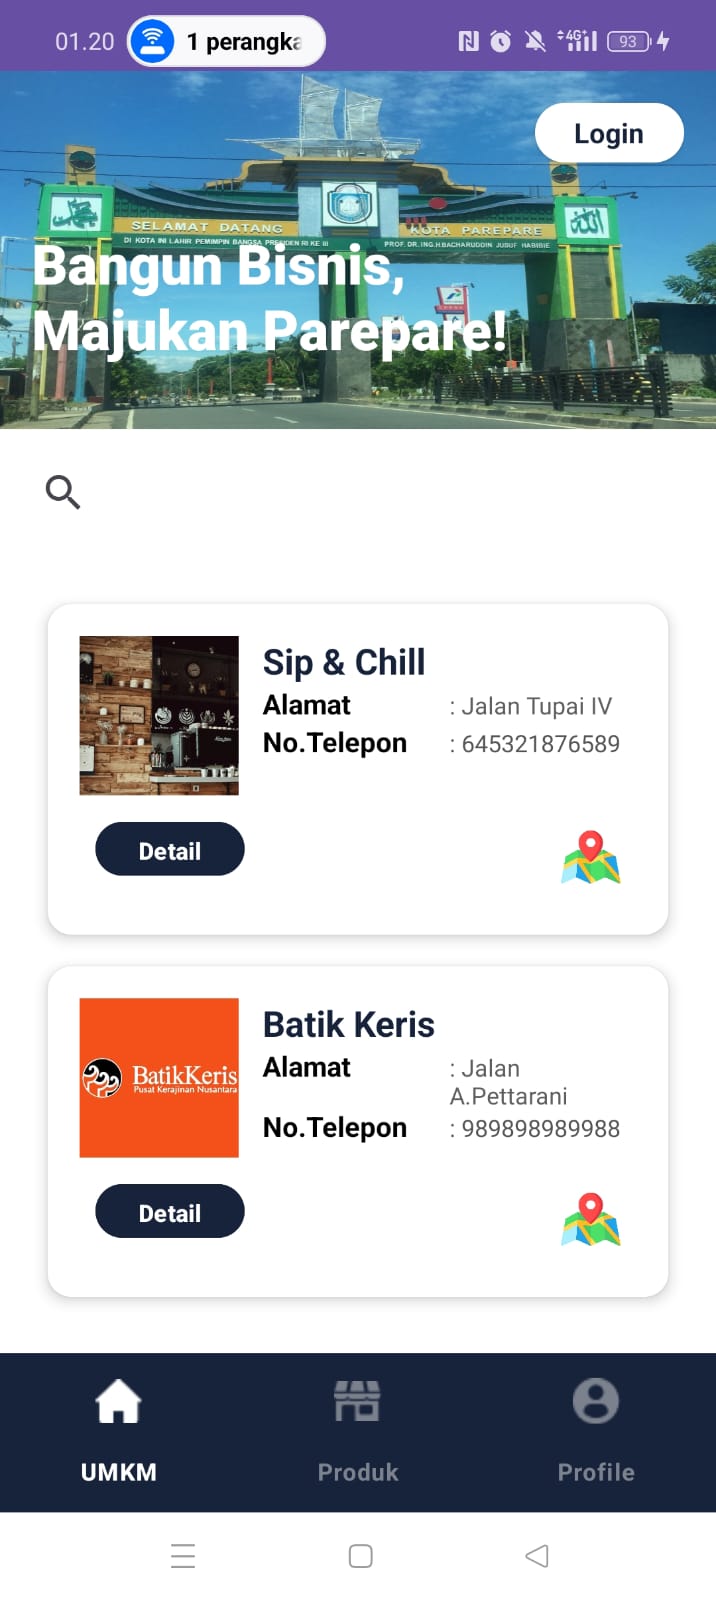 01.20
1 perangka
4G+
93
Login
SELAMAT DATANG
KOTA PAREPARE
DI KOTA INI LAHIR PEMIMPIN BANGSA PRESIDEN RI KE III
PROF. DR. ING.H.BACHARUDDIN JUSUF HABIBIE
Bangun Bisnis,
Majukan Parepare!
Sip & Chill
Alamat : Jalan Tupai IV
No.Telepon : 645321876589
Detail
BatikKeris
Pusat Kerajinan Nusantara
Batik Keris
Alamat : Jalan
A.Pettarani
No.Telepon : 989898989988
Detail
UMKM
Produk
Profile